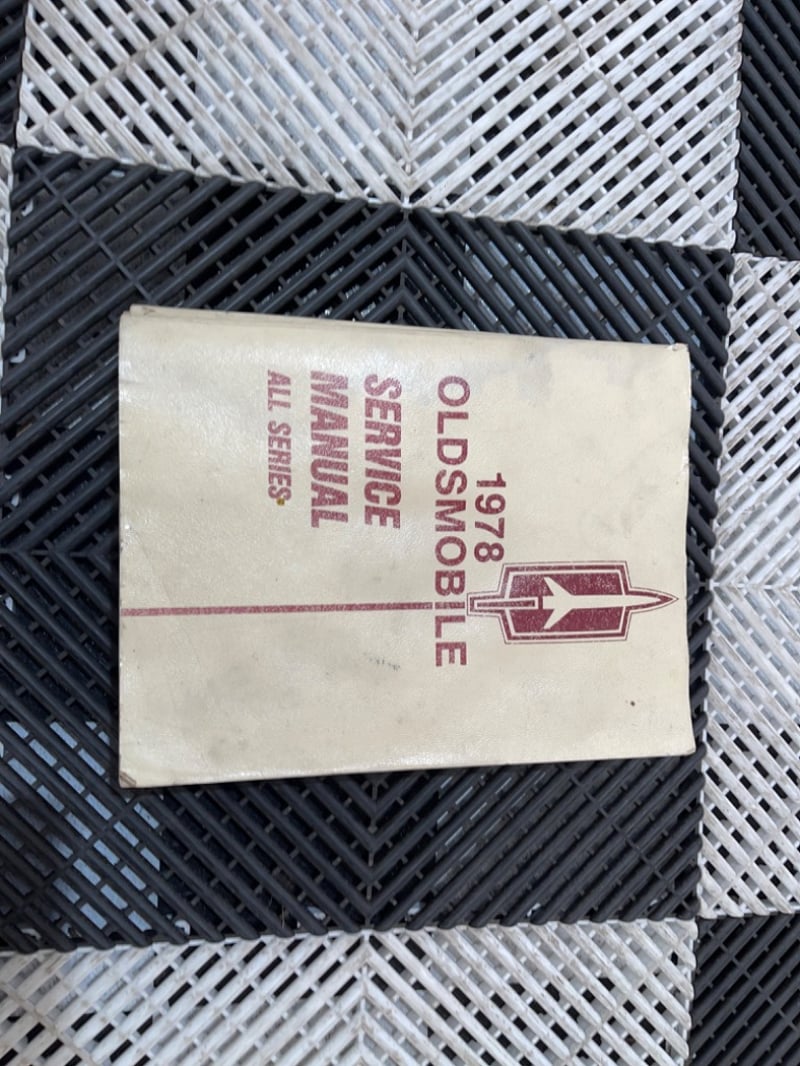 1978
OLDSMOBILE
SERVICE
MANUAL
ALL SERIES